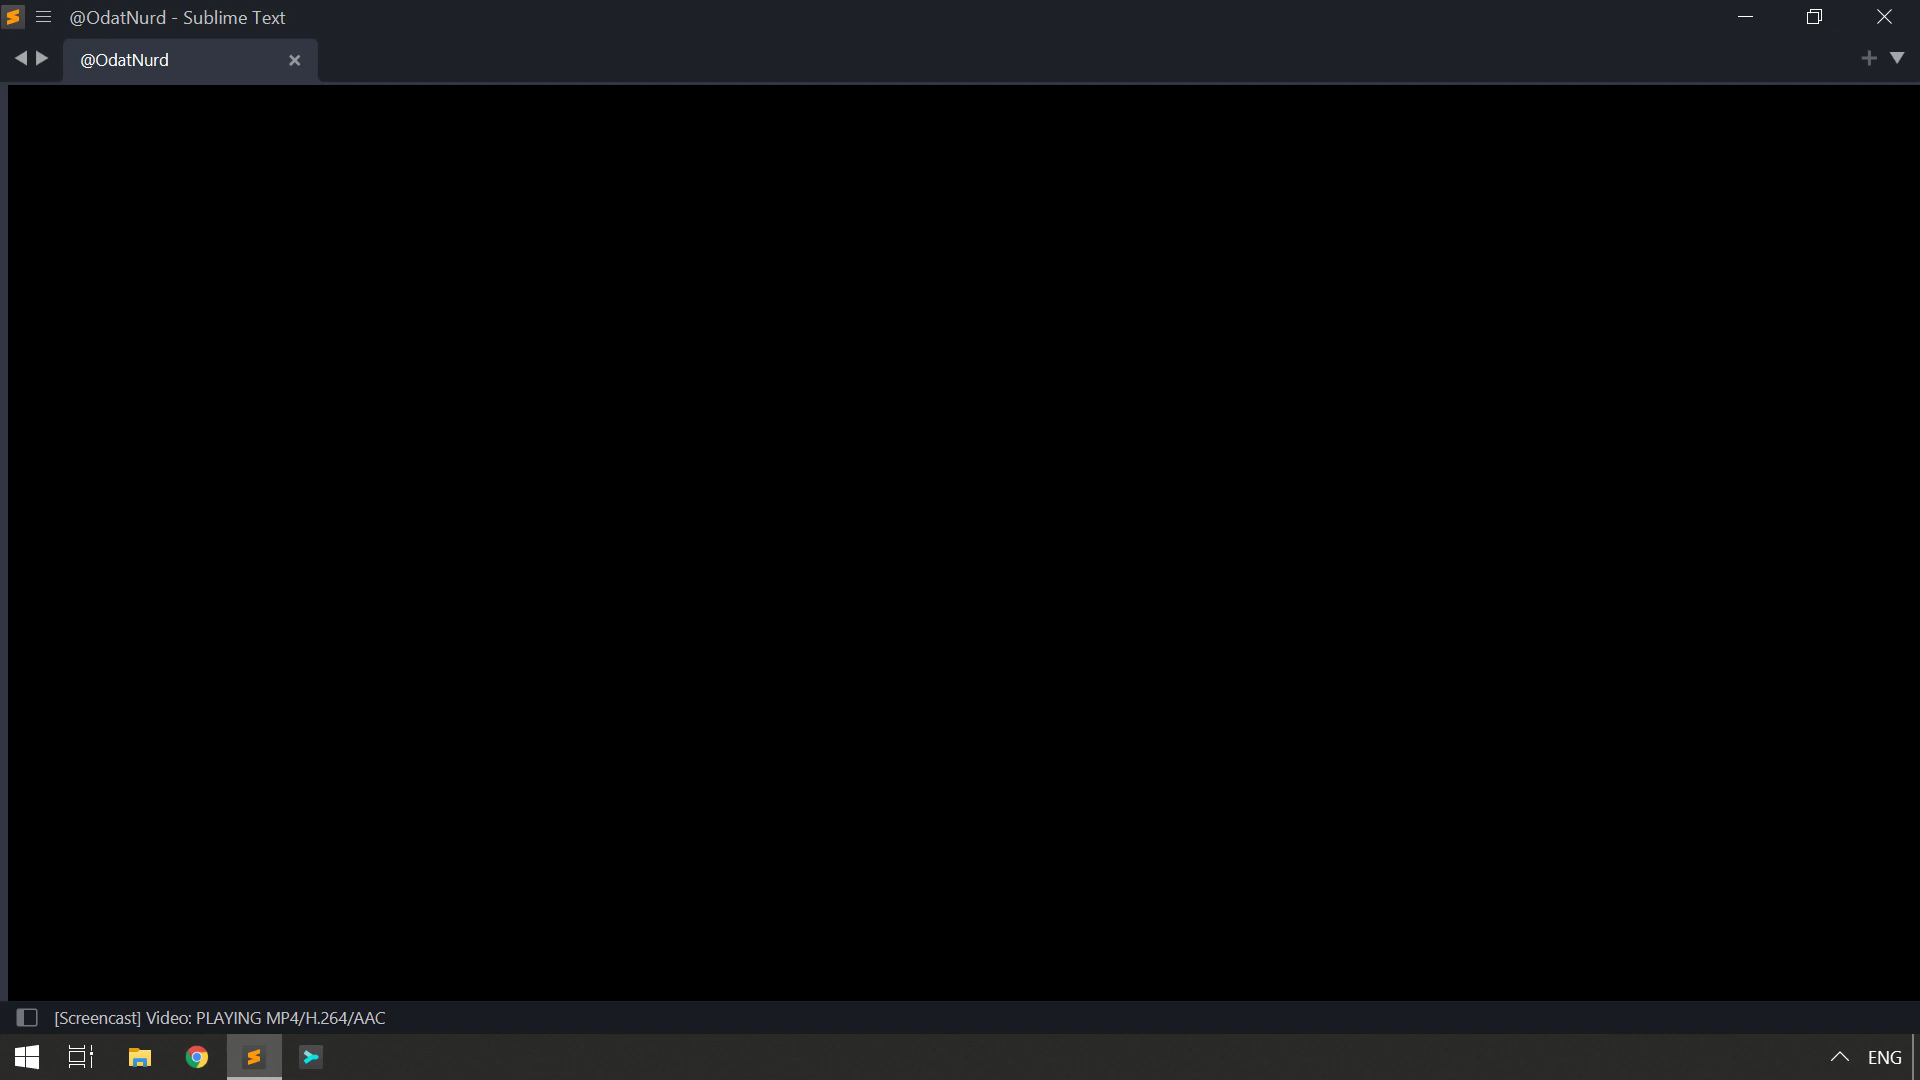 @OdatNurd - Sublime Text
@OdatNurd
[Screencast] Video: PLAYING MP4/H.264/AAC
ENG